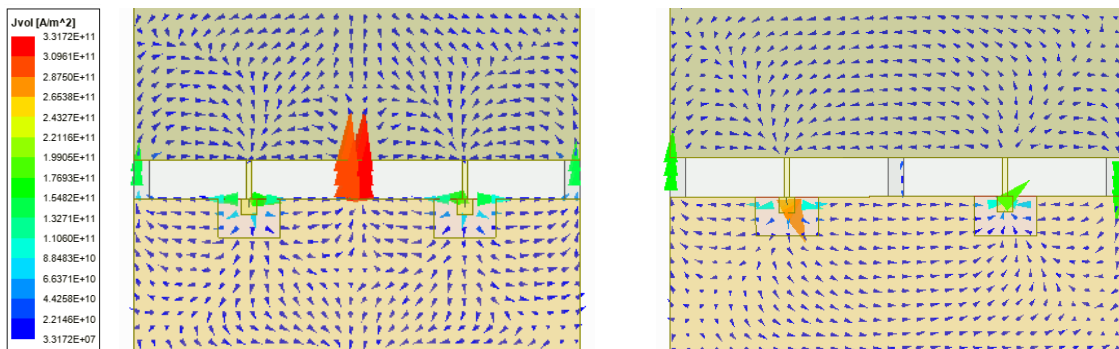 Jvol [A/m^2]
3.3172E+11
3.0961E+11
2.8750E+11
2.6538E+11
2.4327E+11
2.2116E+11
1.9905E+11
1.7693E+11
1.5482E+11
1.3271E+11
1.1060E+11
8.8483E+10
6.6371E+10
4.4258E+10
2.2146E+10
3.3172E+07